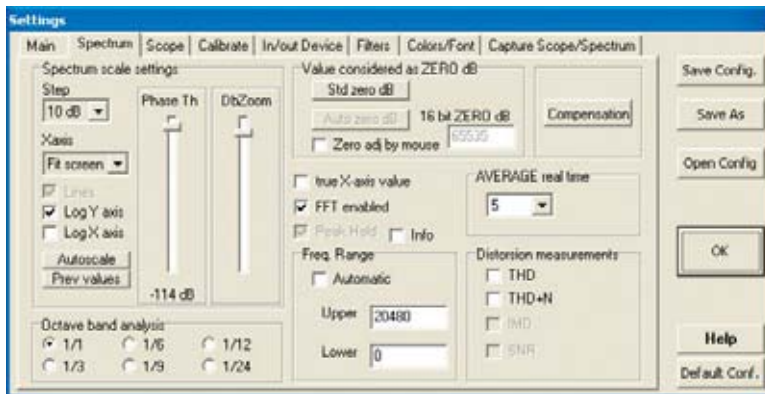 Settings
Main Spectrum Scope Calibrate In/out Device Filters Colors/Font Capture Scope/Spectrum
Spectrum scale settings
Step
10 dB
Phase Th
DbZoom
Xaxis
Fit screen
Lines
Log Y axis
Log X axis
Autoscale
Prev values
-114 dB
Octave band analysis
1/1 1/6 1/12
1/3 1/9 1/24
Value considered as ZERO dB
Std zero dB
Auto zero dB
16 bit ZERO dB
65535
Zero adj by mouse
Compensation
true X-axis value
FFT enabled
Peak Hold
Info
AVERAGE real time
5
Freq. Range
Automatic
Upper 20480
Lower 0
Distorsion measurements
THD
THD+N
IMD
SNR
Save Config.
Save As
Open Config
OK
Help
Default Conf.